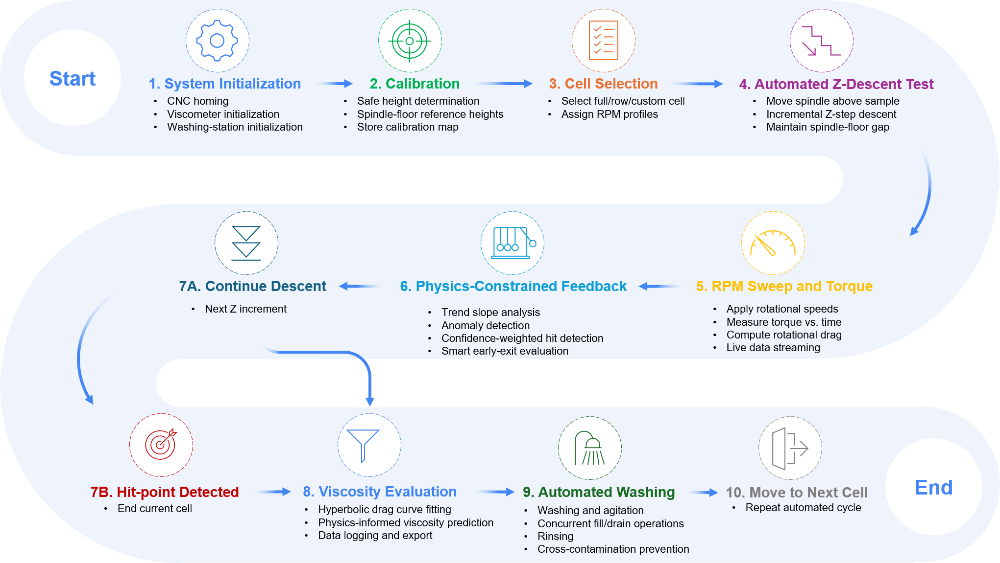 Start
1. System Initialization
• CNC homing
• Viscometer initialization
• Washing-station initialization
2. Calibration
• Safe height determination
• Spindle-floor reference heights
• Store calibration map
3. Cell Selection
• Select full/row/custom cell
• Assign RPM profiles
4. Automated Z-Descent Test
• Move spindle above sample
• Incremental Z-step descent
• Maintain spindle-floor gap
5. RPM Sweep and Torque
• Apply rotational speeds
• Measure torque vs. time
• Compute rotational drag
• Live data streaming
6. Physics-Constrained Feedback
• Trend slope analysis
• Anomaly detection
• Confidence-weighted hit detection
• Smart early-exit evaluation
7A. Continue Descent
• Next Z increment
7B. Hit-point Detected
• End current cell
8. Viscosity Evaluation
• Hyperbolic drag curve fitting
• Physics-informed viscosity prediction
• Data logging and export
9. Automated Washing
• Washing and agitation
• Concurrent fill/drain operations
• Rinsing
• Cross-contamination prevention
10. Move to Next Cell
• Repeat automated cycle
End